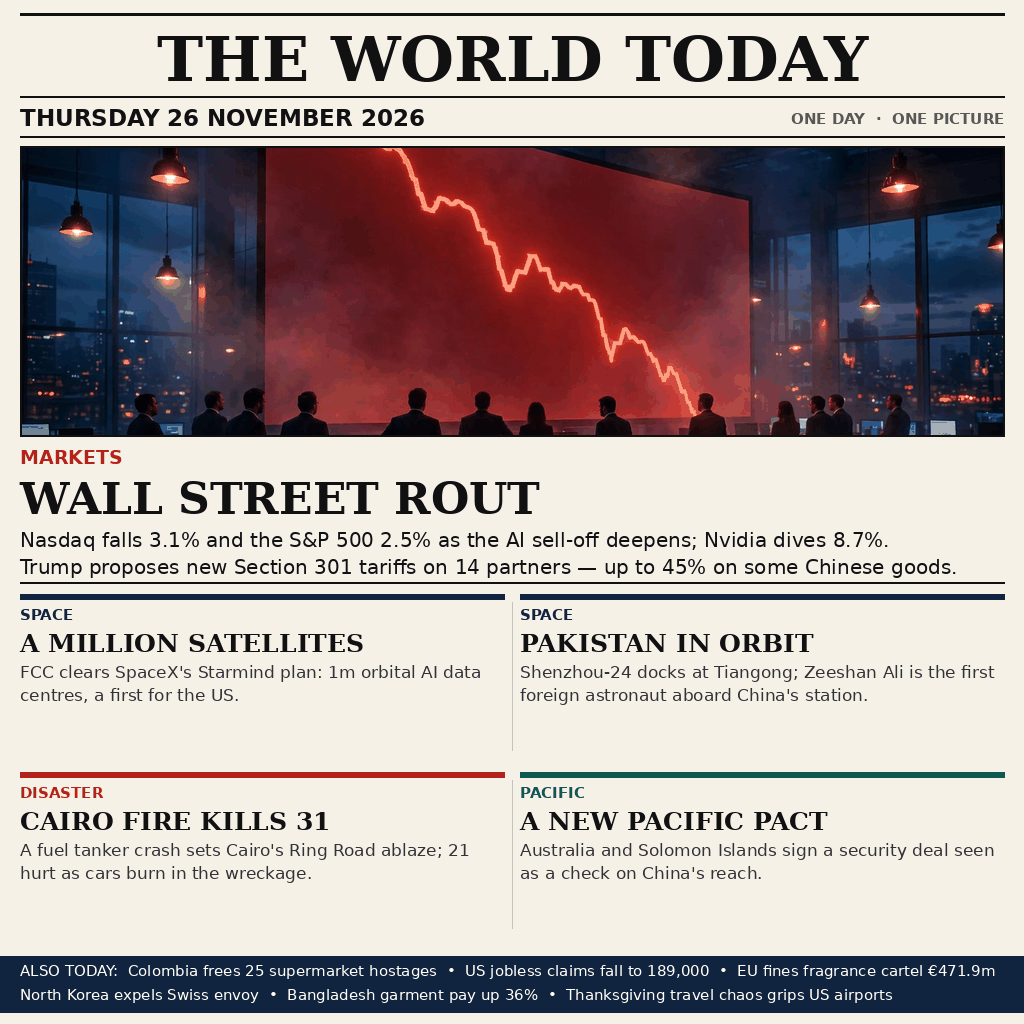 THE WORLD TODAY
THURSDAY 26 NOVEMBER 2026
ONE DAY · ONE PICTURE
MARKETS
WALL STREET ROUT
Nasdaq falls 3.1% and the S&P 500 2.5% as the AI sell-off deepens; Nvidia dives 8.7%.
Trump proposes new Section 301 tariffs on 14 partners — up to 45% on some Chinese goods.
SPACE
A MILLION SATELLITES
FCC clears SpaceX's Starmind plan: 1m orbital AI data
centres, a first for the US.
SPACE
PAKISTAN IN ORBIT
Shenzhou-24 docks at Tiangong; Zeeshan Ali is the first
foreign astronaut aboard China's station.
DISASTER
CAIRO FIRE KILLS 31
A fuel tanker crash sets Cairo's Ring Road ablaze; 21
hurt as cars burn in the wreckage.
PACIFIC
A NEW PACIFIC PACT
Australia and Solomon Islands sign a security deal seen
as a check on China's reach.
ALSO TODAY: Colombia frees 25 supermarket hostages • US jobless claims fall to 189,000 • EU fines fragrance cartel €471.9m
North Korea expels Swiss envoy • Bangladesh garment pay up 36% • Thanksgiving travel chaos grips US airports